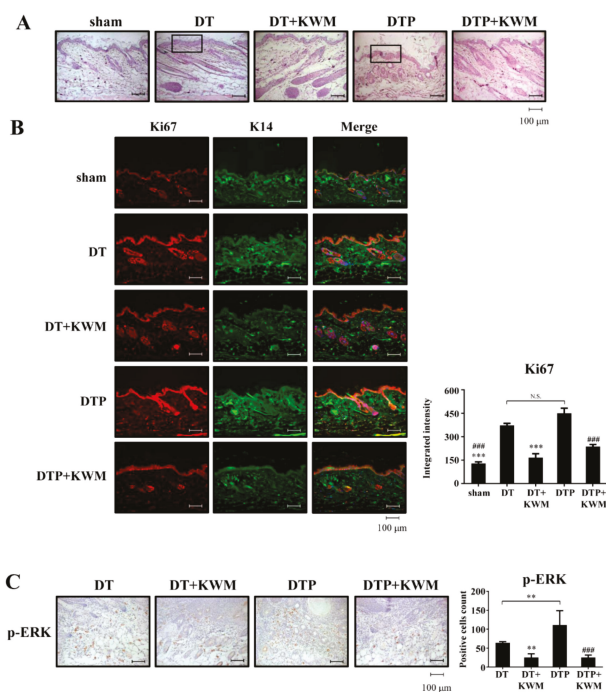 A
sham DT DT+KWM DTP DTP+KWM
100 μm
B
Ki67 K14 Merge
sham
DT
DT+KWM
DTP
DTP+KWM
100 μm
Ki67
Integrated intensity
600
450
300
150
0
N.S.
###
***
***
###
sham DT DT+ KWM DTP DTP+ KWM
C
DT DT+KWM DTP DTP+KWM
p-ERK
100 μm
p-ERK
Positive cells count
200
150
100
50
0
**
**
###
DT DT+ KWM DTP DTP+ KWM